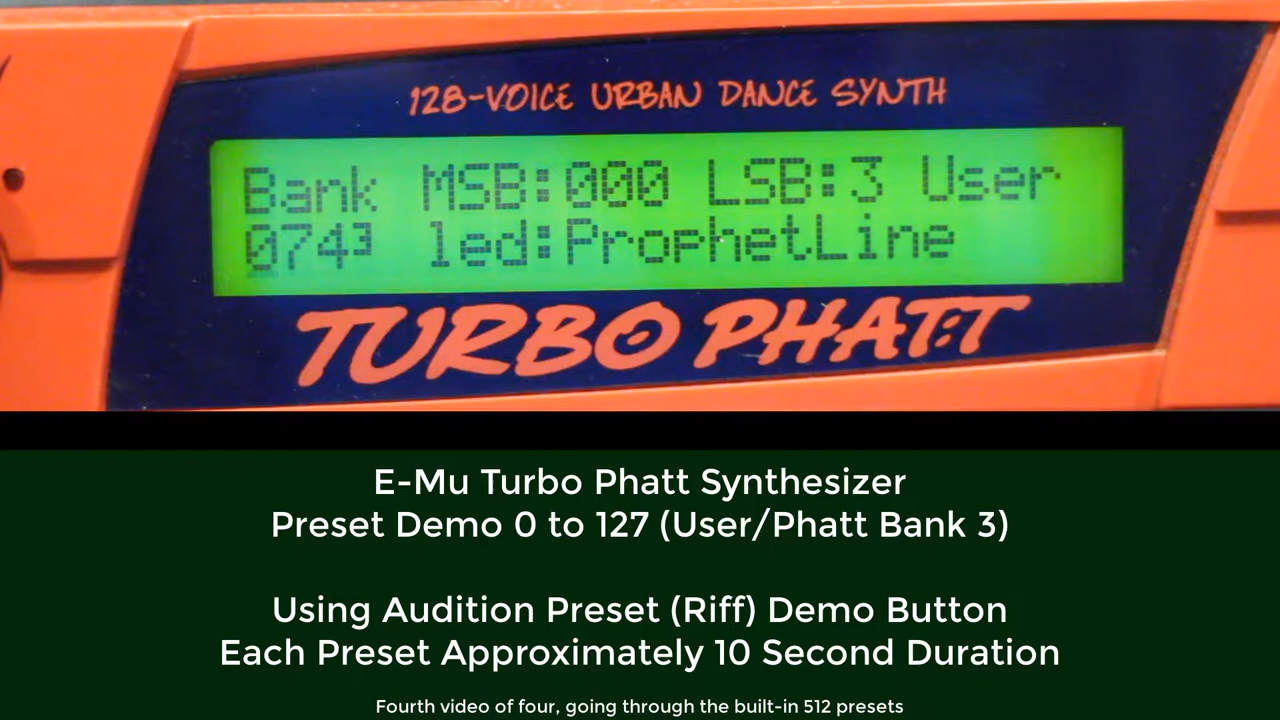 128-VOICE URBAN DANCE SYNTH
Bank MSB:000 LSB:3 User
074³ led:ProphetLine
TURBO PHATT
E-Mu Turbo Phatt Synthesizer
Preset Demo 0 to 127 (User/Phatt Bank 3)
Using Audition Preset (Riff) Demo Button
Each Preset Approximately 10 Second Duration
Fourth video of four, going through the built-in 512 presets